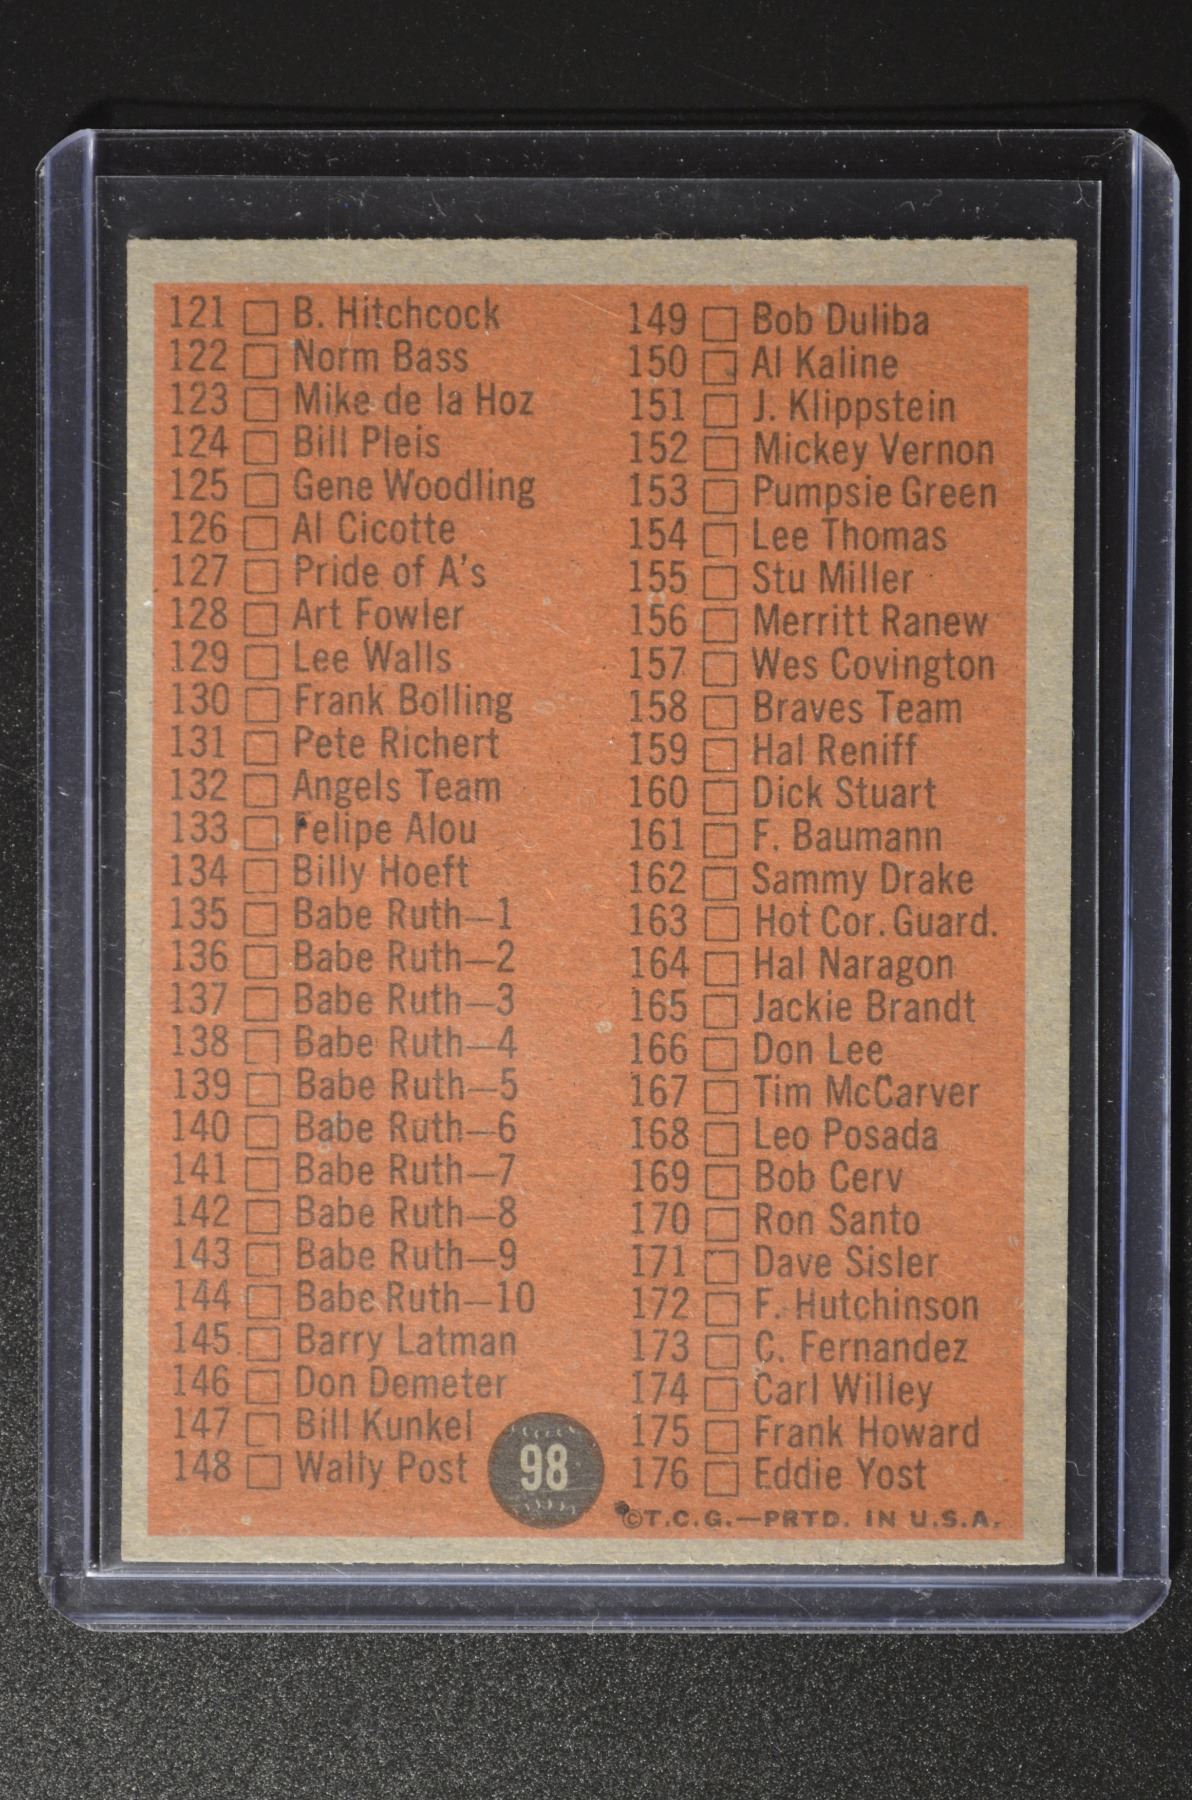 121 B. Hitchcock
122 Norm Bass
123 Mike de la Hoz
124 Bill Pleis
125 Gene Woodling
126 Al Cicotte
127 Pride of A's
128 Art Fowler
129 Lee Walls
130 Frank Bolling
131 Pete Richert
132 Angels Team
133 Felipe Alou
134 Billy Hoeft
135 Babe Ruth—1
136 Babe Ruth—2
137 Babe Ruth—3
138 Babe Ruth—4
139 Babe Ruth—5
140 Babe Ruth—6
141 Babe Ruth—7
142 Babe Ruth—8
143 Babe Ruth—9
144 Babe Ruth—10
145 Barry Latman
146 Don Demeter
147 Bill Kunkel
148 Wally Post
98
149 Bob Duliba
150 Al Kaline
151 J. Klippstein
152 Mickey Vernon
153 Pumpsie Green
154 Lee Thomas
155 Stu Miller
156 Merritt Ranew
157 Wes Covington
158 Braves Team
159 Hal Reniff
160 Dick Stuart
161 F. Baumann
162 Sammy Drake
163 Hot Cor. Guard.
164 Hal Naragon
165 Jackie Brandt
166 Don Lee
167 Tim McCarver
168 Leo Posada
169 Bob Cerv
170 Ron Santo
171 Dave Sisler
172 F. Hutchinson
173 C. Fernandez
174 Carl Willey
175 Frank Howard
176 Eddie Yost
©T.C.G.—PRTD. IN U.S.A.